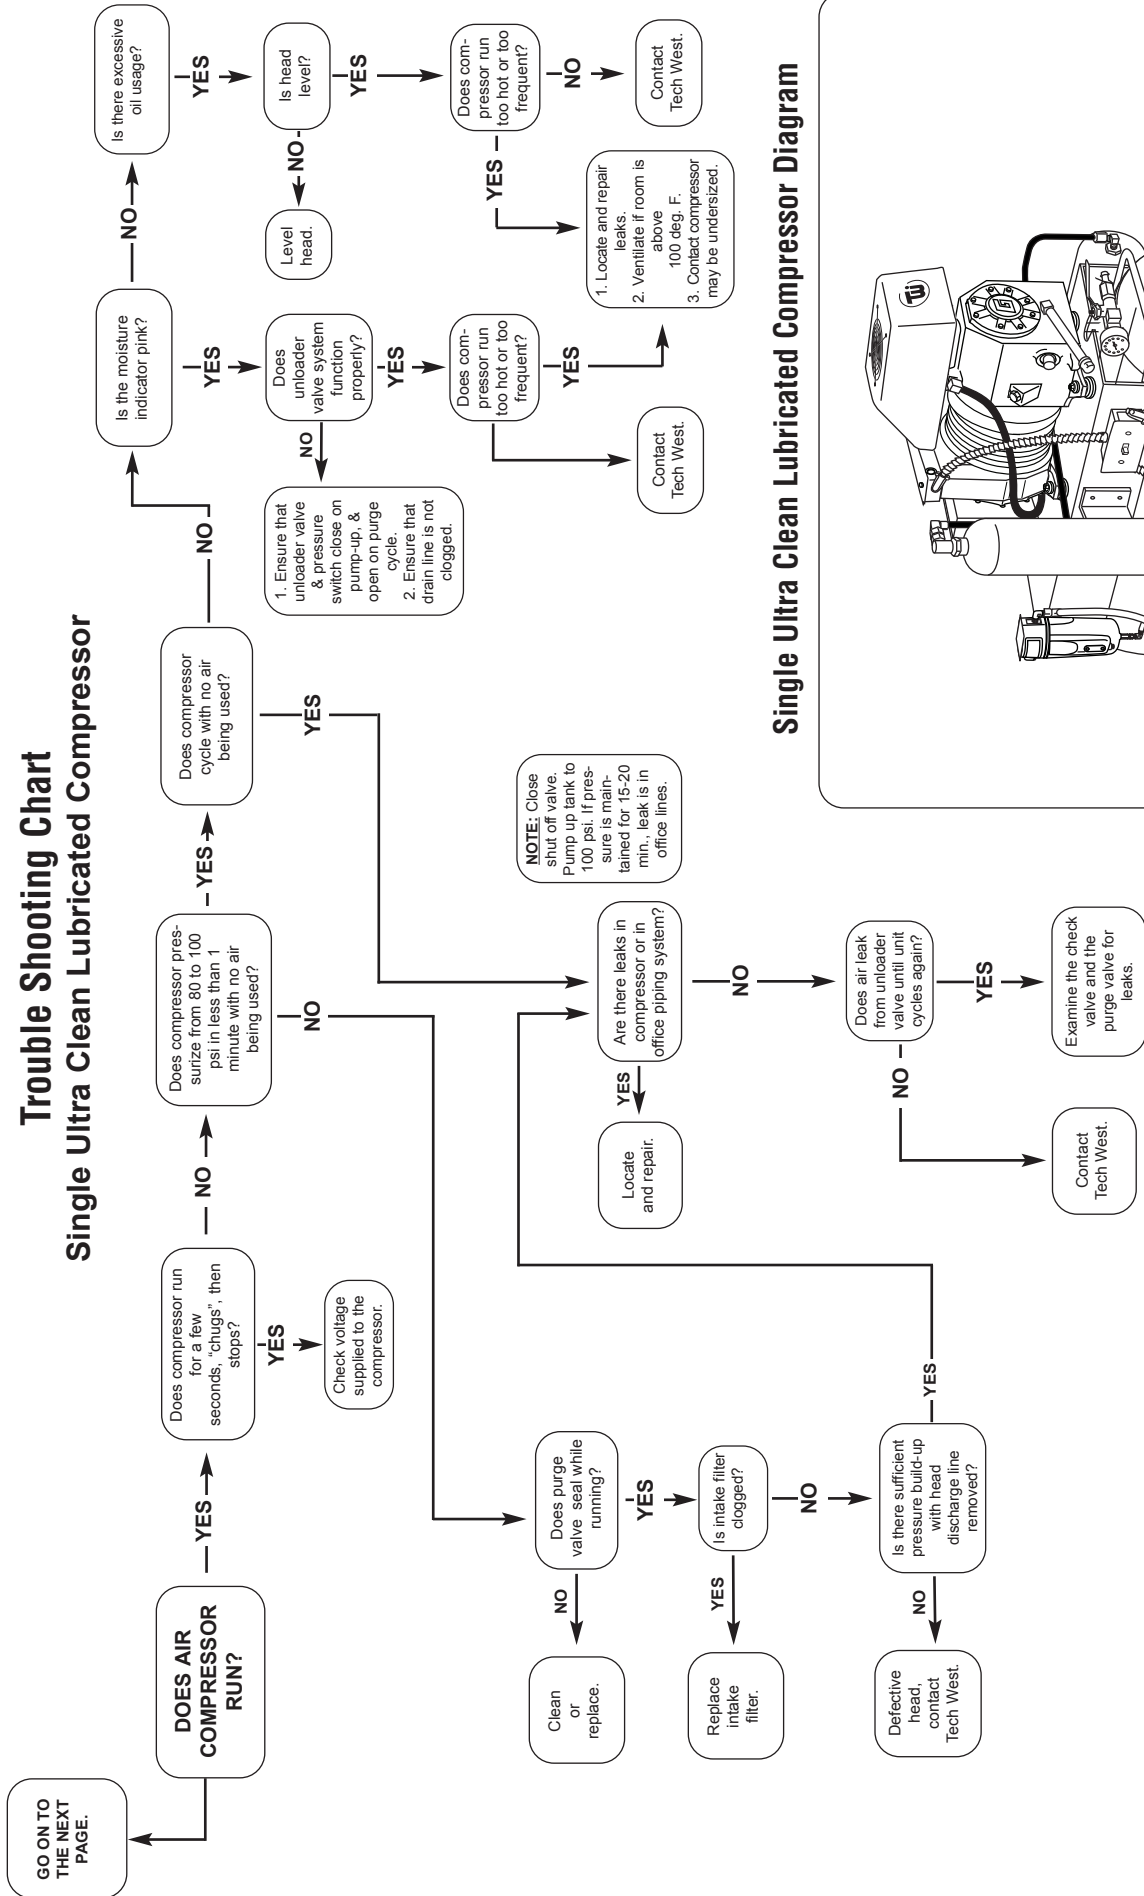 Trouble Shooting Chart
Single Ultra Clean Lubricated Compressor
GO ON TO
THE NEXT
PAGE.
DOES AIR
COMPRESSOR
RUN?
YES
Does compressor run
for a few
seconds, “chugs”, then
stops?
YES
Check voltage
supplied to the
compressor.
NO
Does compressor pres-
surize from 80 to 100
psi in less than 1
minute with no air
being used?
NO
YES
Does compressor
cycle with no air
being used?
YES
NO
Is the moisture
indicator pink?
NO
Is there excessive
oil usage?
YES
Does
unloader
valve system
function
properly?
NO
1. Ensure that
unloader valve
& pressure
switch close on
pump-up, &
open on purge
cycle.
2. Ensure that
drain line is not
clogged.
YES
Does com-
pressor run
too hot or too
frequent?
Contact
Tech West.
YES
YES
Is head
level?
NO
Level
head.
YES
Does com-
pressor run
too hot or too
frequent?
YES
1. Locate and repair
leaks.
2. Ventilate if room is
above
100 deg. F.
3. Contact compressor
may be undersized.
NO
Contact
Tech West.
Does purge
valve seal while
running?
NO
Clean
or
replace.
YES
Is intake filter
clogged?
YES
Replace
intake
filter.
NO
Is there sufficient
pressure build-up
with head
discharge line
removed?
NO
Defective
head,
contact
Tech West.
YES
Are there leaks in
compressor or in
office piping system?
YES
Locate
and repair.
NOTE: Close
shut off valve.
Pump up tank to
100 psi. If pres-
sure is main-
tained for 15-20
min., leak is in
office lines.
NO
Does air leak
from unloader
valve until unit
cycles again?
NO
Contact
Tech West.
YES
Examine the check
valve and the
purge valve for
leaks.
Single Ultra Clean Lubricated Compressor Diagram